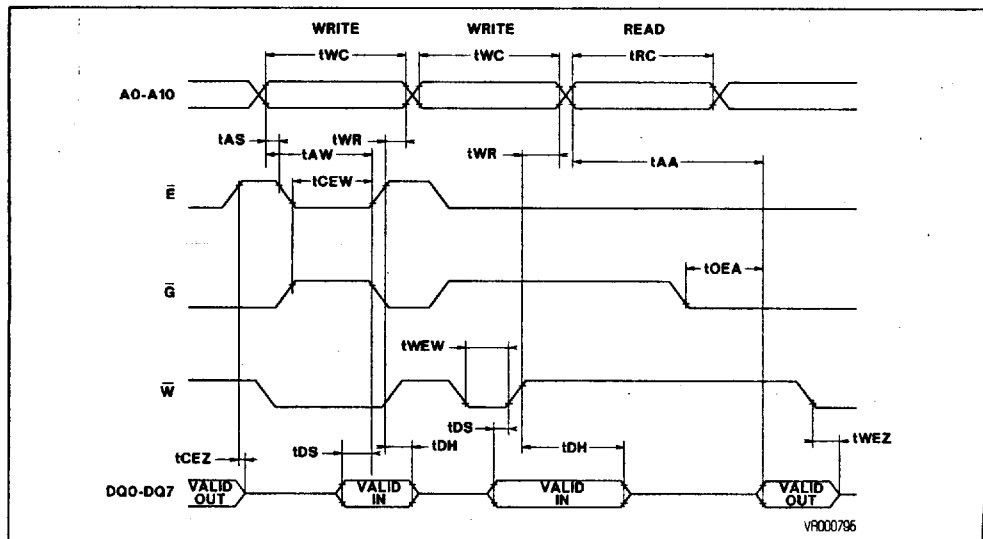 WRITE WRITE READ
tWC tWC tRC
A0-A10
tAS tWR tWR
tAW tAA
tCEW
E̅
tOEA
G̅
tWEW
W̅
tDS
tCEZ tDS tDH tDH tWEZ
DQ0-DQ7 VALID OUT VALID IN VALID IN VALID OUT
VR000796